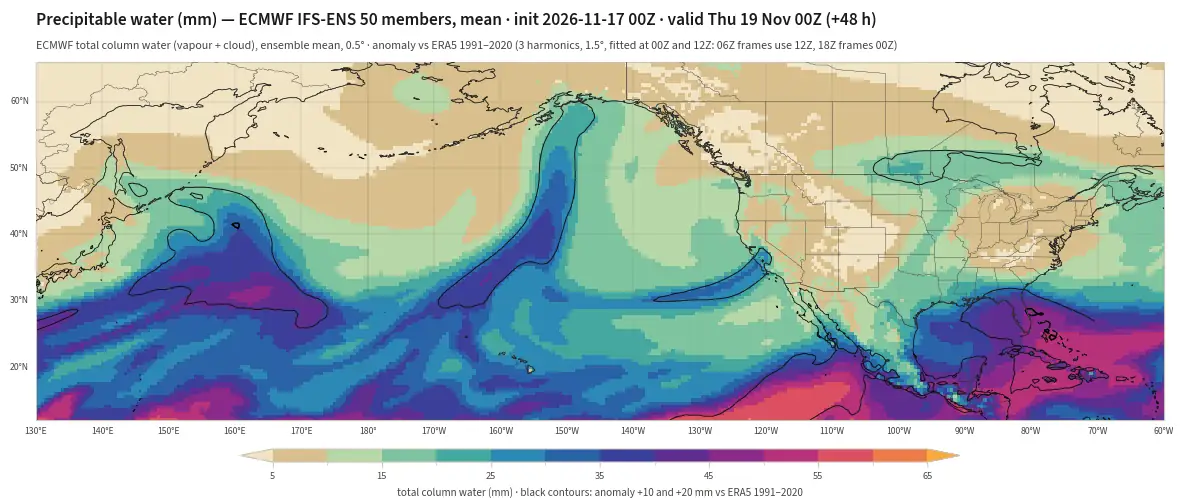 Precipitable water (mm) — ECMWF IFS-ENS 50 members, mean · init 2026-11-17 00Z · valid Thu 19 Nov 00Z (+48 h)
ECMWF total column water (vapour + cloud), ensemble mean, 0.5° · anomaly vs ERA5 1991–2020 (3 harmonics, 1.5°, fitted at 00Z and 12Z: 06Z frames use 12Z, 18Z frames 00Z)
60°N
50°N
40°N
30°N
20°N
130°E 140°E 150°E 160°E 170°E 180° 170°W 160°W 150°W 140°W 130°W 120°W 110°W 100°W 90°W 80°W 70°W 60°W
5 15 25 35 45 55 65
total column water (mm) · black contours: anomaly +10 and +20 mm vs ERA5 1991–2020